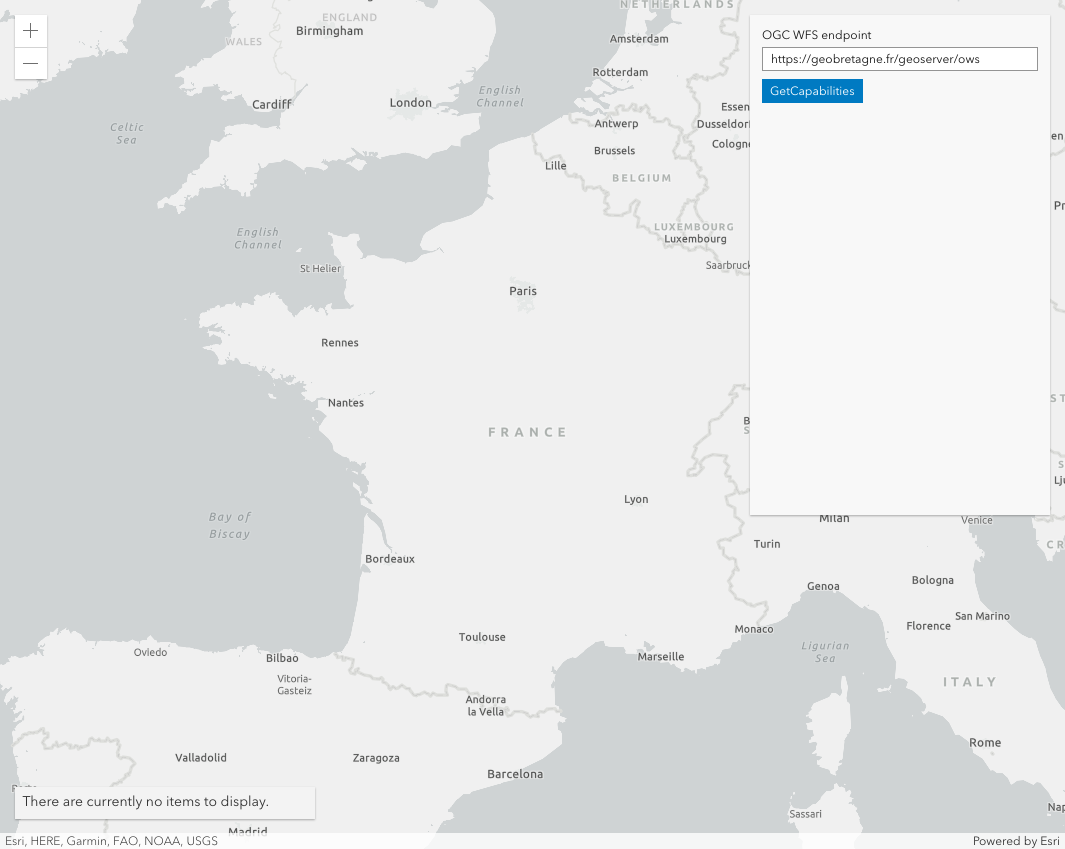 NETHERLANDS
ENGLAND
Birmingham
Amsterdam
WALES
OGC WFS endpoint
https://geobretagne.fr/geoserver/ows
GetCapabilities
Rotterdam
English
Channel
Cardiff
London
Essen
Antwerp
Dusseldor
Celtic
Sea
Cologne
Brussels
Lille
BELGIUM
LUXEMBOURG
Luxembourg
English
Channel
St Helier
Saarbruck
Paris
Rennes
Nantes
FRANCE
Lyon
Bay of
Biscay
Milan
Venice
Turin
Bordeaux
Genoa
Bologna
San Marino
Florence
Monaco
Toulouse
Ligurian
Sea
Marseille
Oviedo
Bilbao
Vitoria-
Gasteiz
ITALY
Andorra
la Vella
Rome
Valladolid
Zaragoza
Barcelona
There are currently no items to display.
Sassari
Nap
Madrid
Esri, HERE, Garmin, FAO, NOAA, USGS
Powered by Esri